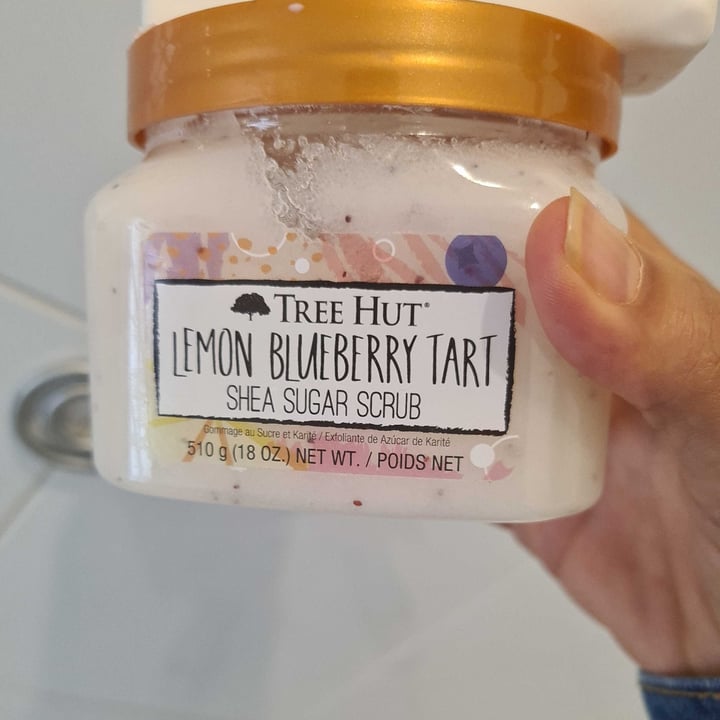 TREE HUT®
LEMON BLUEBERRY TART
SHEA SUGAR SCRUB
Gommage au Sucre et Karité / Exfoliante de Azúcar de Karité
510 g (18 OZ.) NET WT. / POIDS NET